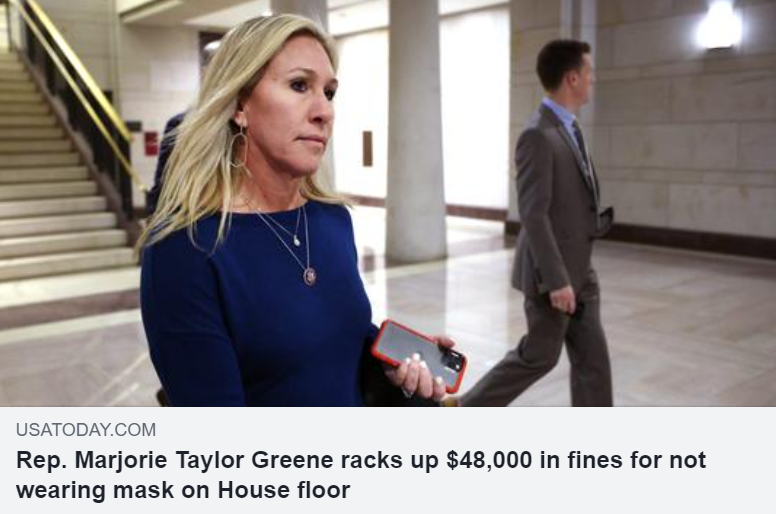 USATODAY.COM
Rep. Marjorie Taylor Greene racks up $48,000 in fines for not
wearing mask on House floor